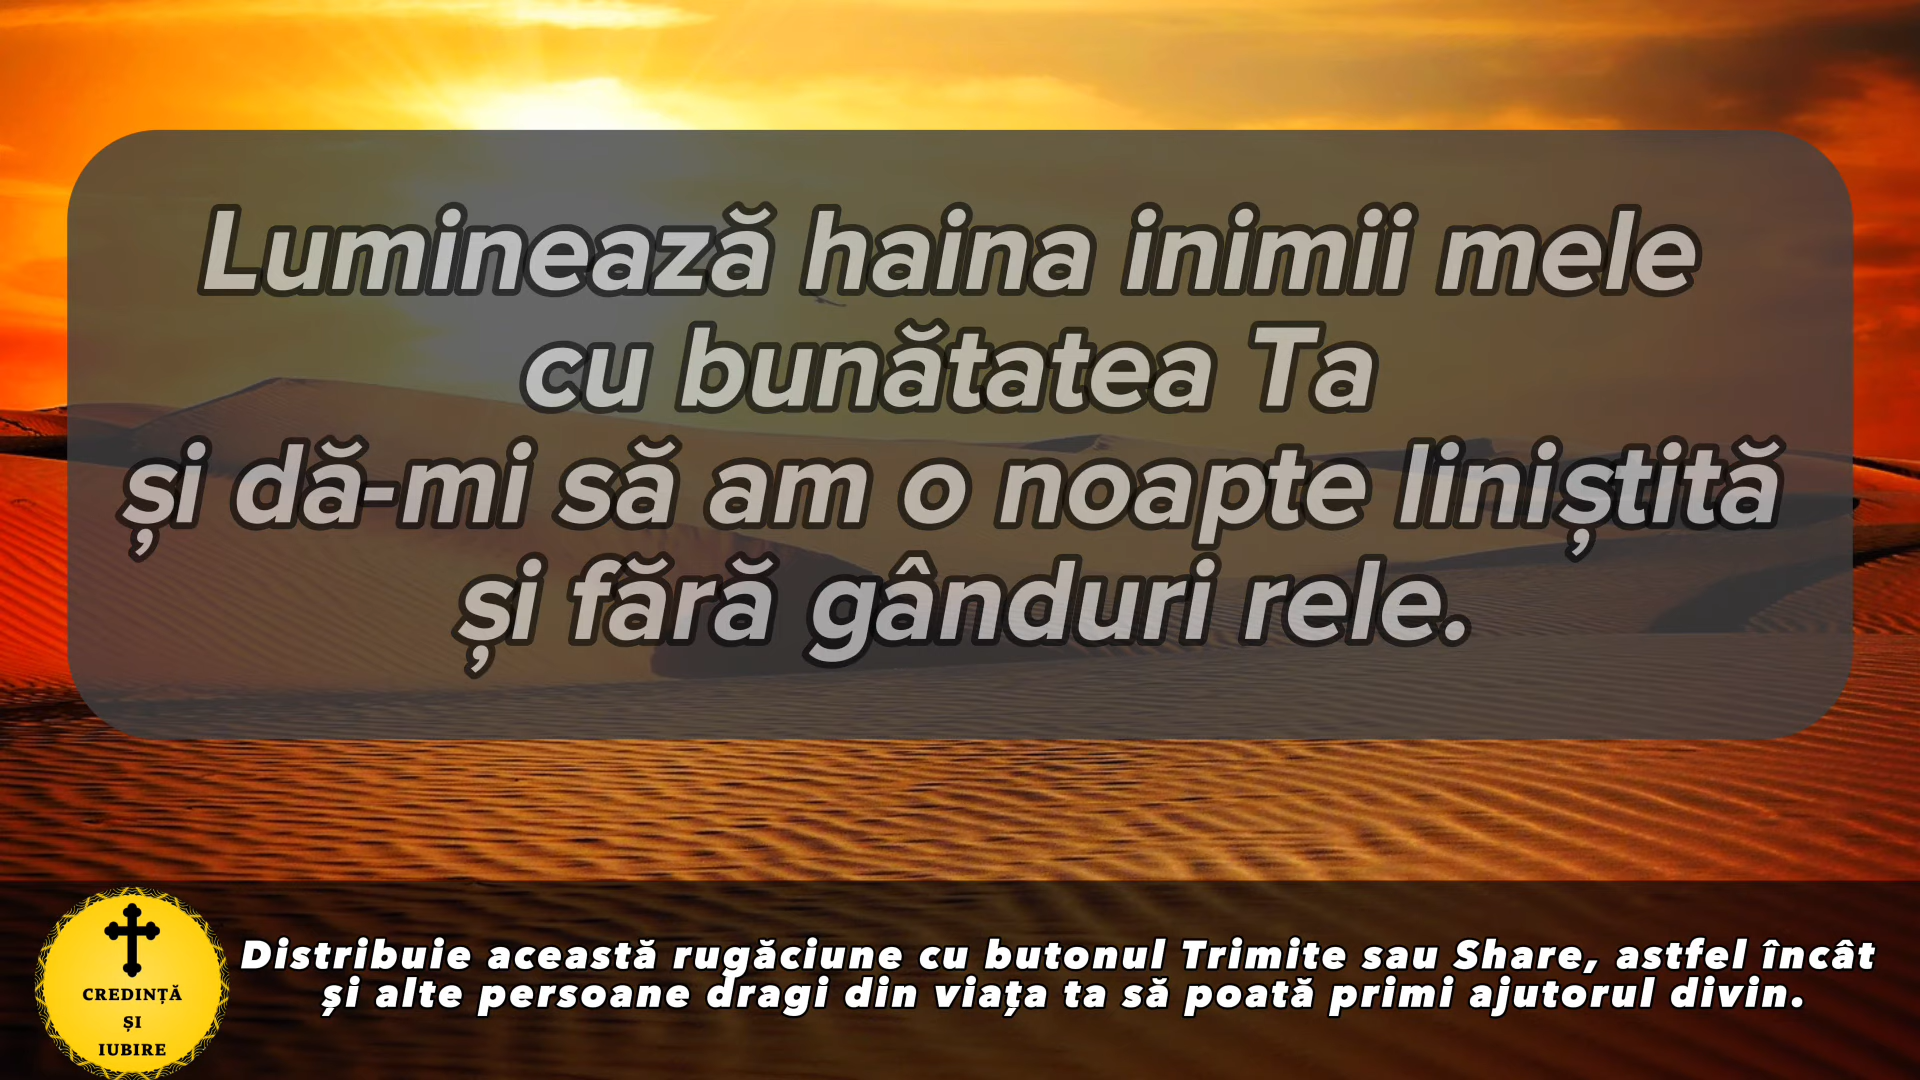 Luminează haina inimii mele
cu bunătatea Ta
și dă-mi să am o noapte liniștită
și fără gânduri rele.
CREDINȚĂ
ȘI
IUBIRE
Distribuie această rugăciune cu butonul Trimite sau Share, astfel încât
și alte persoane dragi din viața ta să poată primi ajutorul divin.